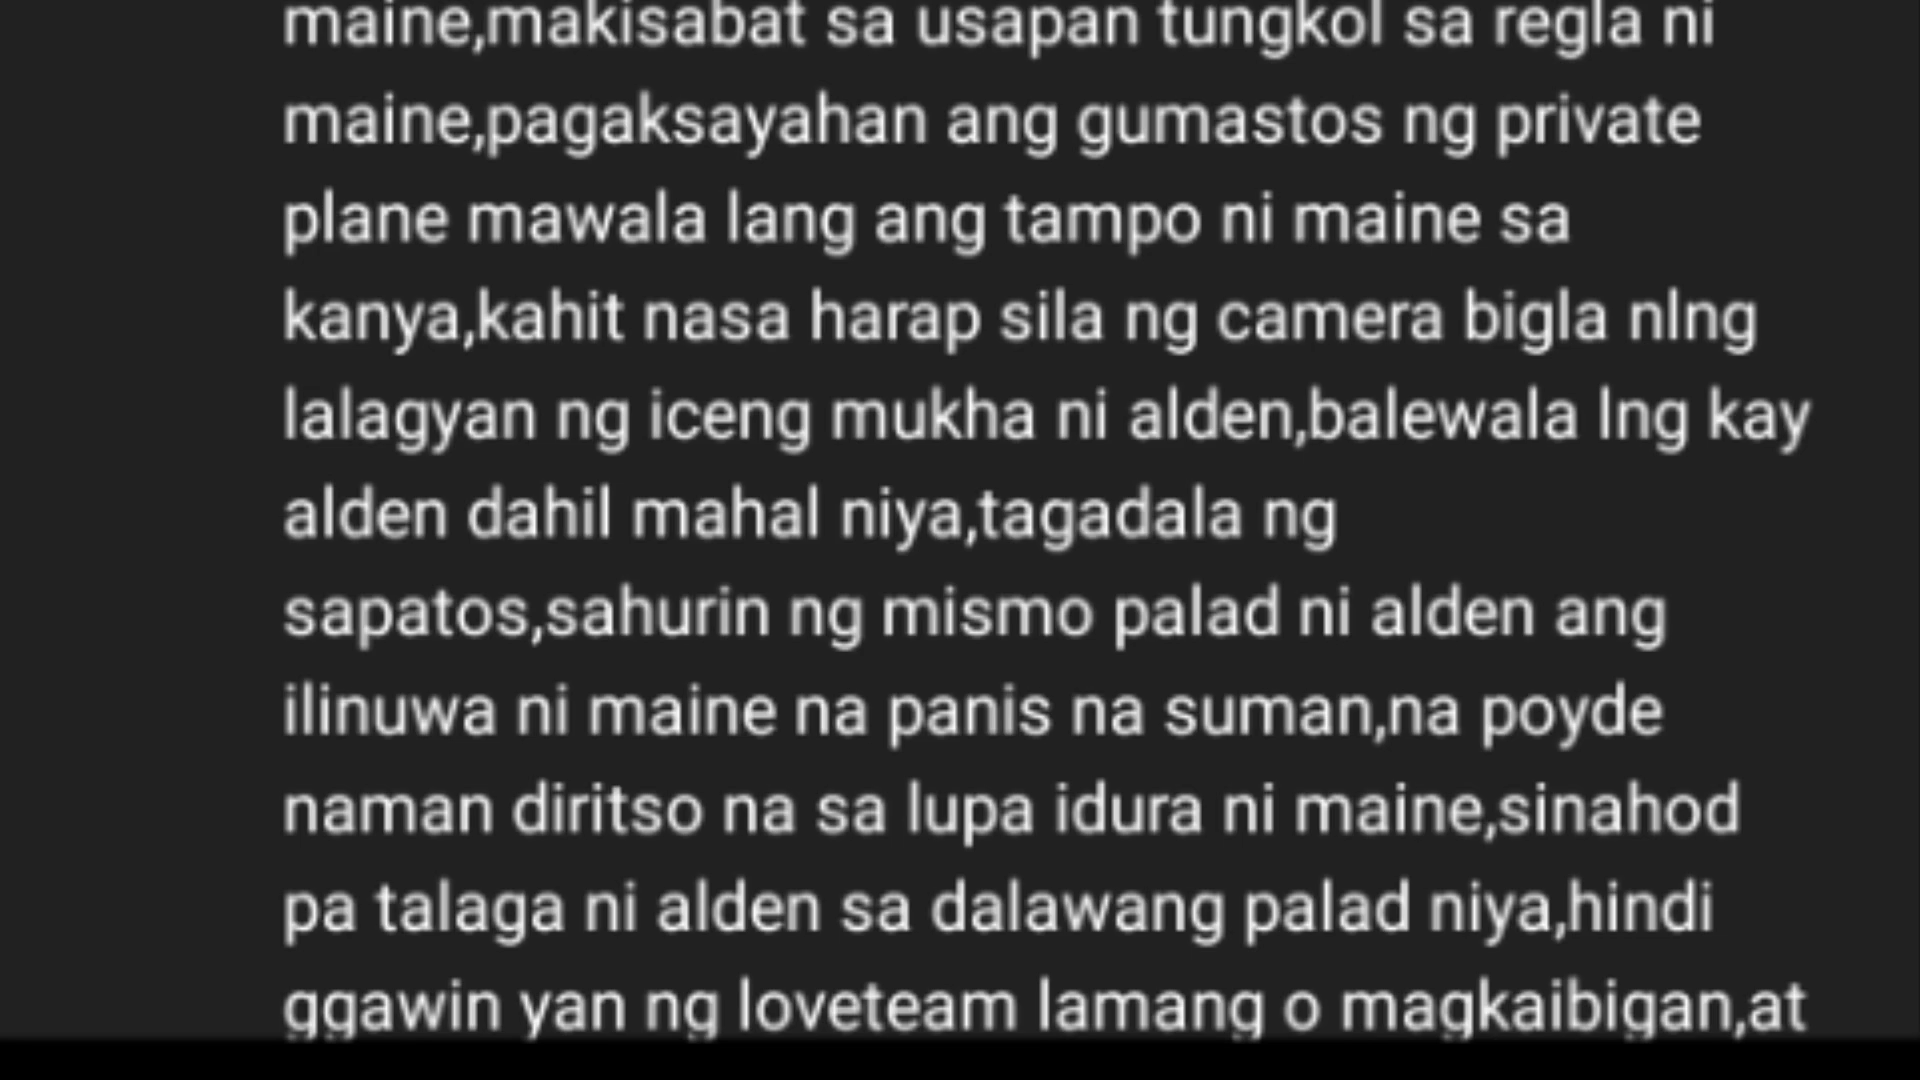 maine,makisabat sa usapan tungkol sa regla ni
maine,pagaksayahan ang gumastos ng private
plane mawala lang ang tampo ni maine sa
kanya,kahit nasa harap sila ng camera bigla nlng
lalagyan ng iceng mukha ni alden,balewala lng kay
alden dahil mahal niya,tagadala ng
sapatos,sahurin ng mismo palad ni alden ang
ilinuwa ni maine na panis na suman,na poyde
naman diritso na sa lupa idura ni maine,sinahod
pa talaga ni alden sa dalawang palad niya,hindi
ggawin yan ng loveteam lamang o magkaibigan,at